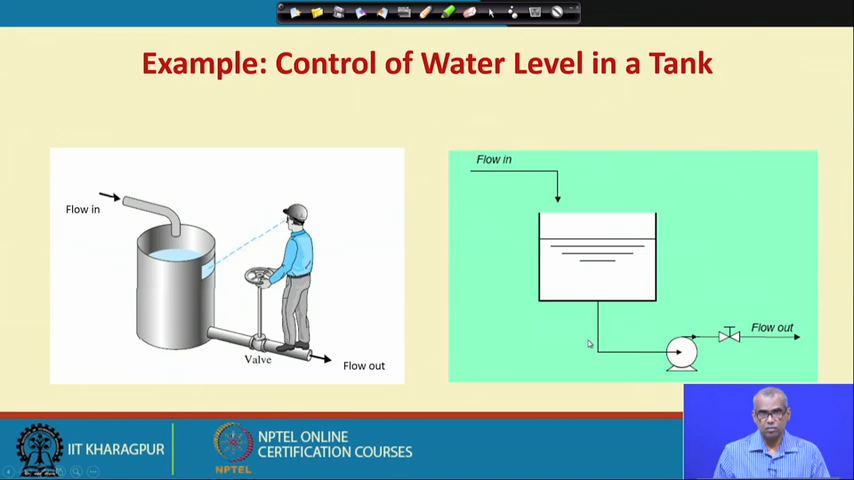 Example: Control of Water Level in a Tank
Flow in
Valve
Flow out
Flow in
Flow out
IIT KHARAGPUR
NPTEL
NPTEL ONLINE
CERTIFICATION COURSES